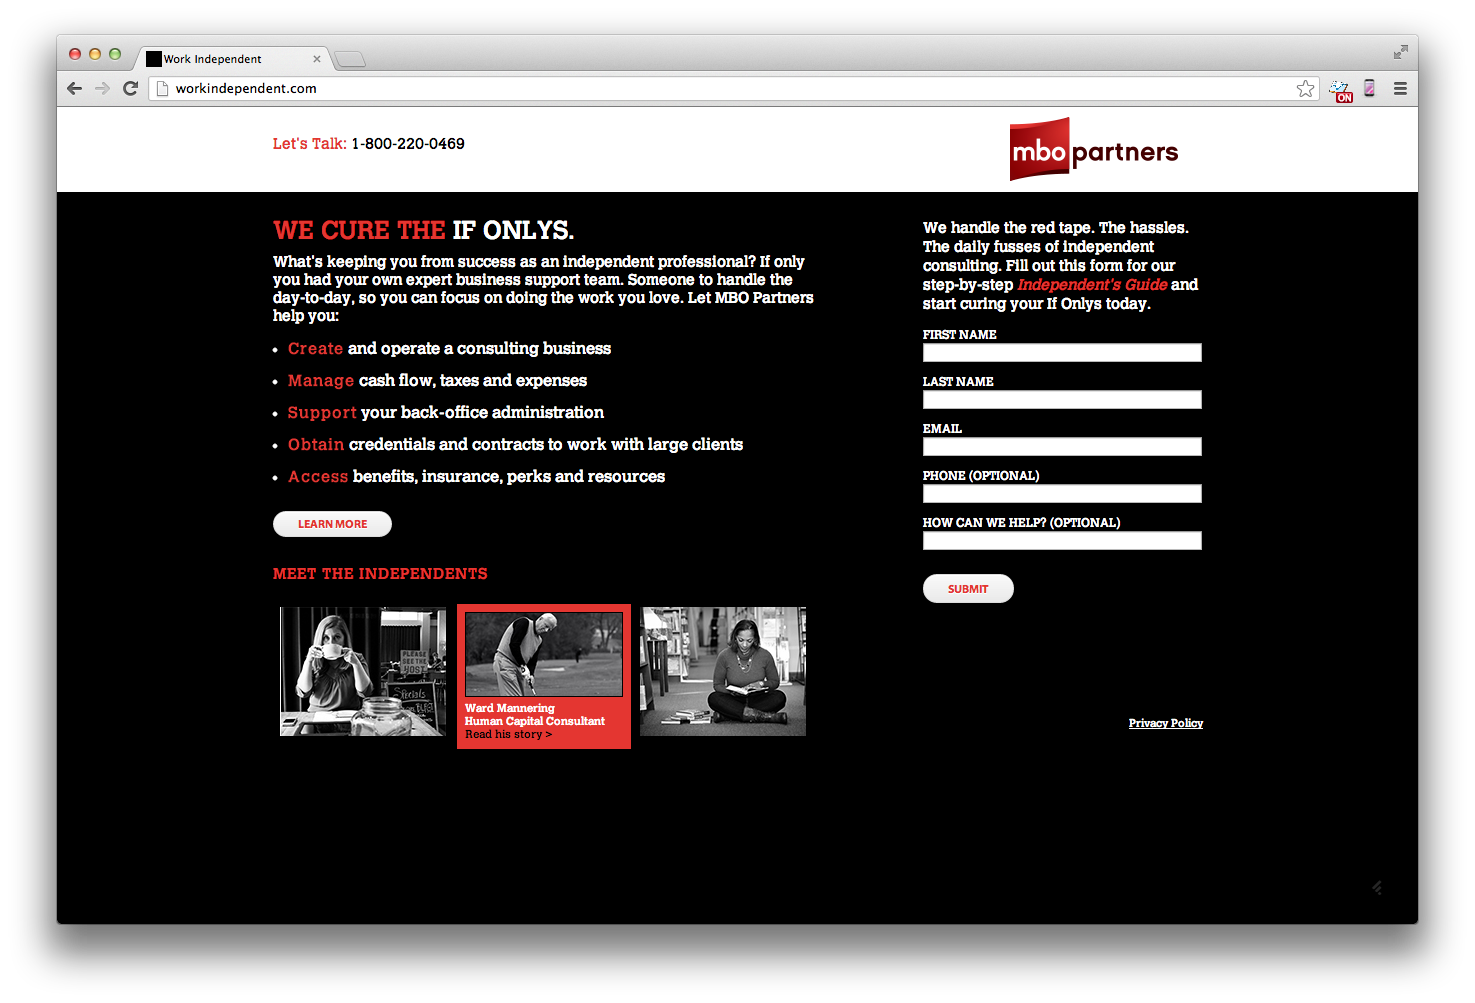 Work Independent
workindependent.com
ON
Let's Talk: 1-800-220-0469
mbo partners
WE CURE THE IF ONLYS.
What's keeping you from success as an independent professional? If only
you had your own expert business support team. Someone to handle the
day-to-day, so you can focus on doing the work you love. Let MBO Partners
help you:
• Create and operate a consulting business
• Manage cash flow, taxes and expenses
• Support your back-office administration
• Obtain credentials and contracts to work with large clients
• Access benefits, insurance, perks and resources
LEARN MORE
MEET THE INDEPENDENTS
PLEASE
SEE THE
HOST
Specials
Ward Mannering
Human Capital Consultant
Read his story >
We handle the red tape. The hassles.
The daily fusses of independent
consulting. Fill out this form for our
step-by-step Independent's Guide and
start curing your If Onlys today.
FIRST NAME
LAST NAME
EMAIL
PHONE (OPTIONAL)
HOW CAN WE HELP? (OPTIONAL)
SUBMIT
Privacy Policy